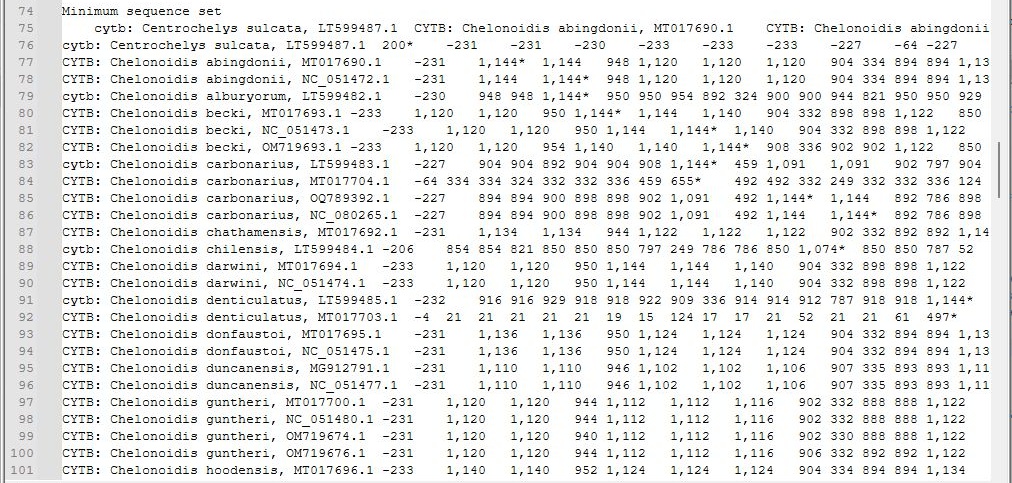 74 Minimum sequence set
75 cytb: Centrochelys sulcata, LT599487.1 CYTB: Chelonoidis abingdonii, MT017690.1 CYTB: Chelonoidis abingdonii
76 cytb: Centrochelys sulcata, LT599487.1 200* -231 -231 -230 -233 -233 -233 -227 -64 -227
77 CYTB: Chelonoidis abingdonii, MT017690.1 -231 1,144* 1,144 948 1,120 1,120 1,120 904 334 894 894 1,13
78 CYTB: Chelonoidis abingdonii, NC_051472.1 -231 1,144 1,144* 948 1,120 1,120 1,120 904 334 894 894 1,13
79 cytb: Chelonoidis alburyorum, LT599482.1 -230 948 948 1,144* 950 950 954 892 324 900 900 944 821 950 950 929
80 CYTB: Chelonoidis becki, MT017693.1 -233 1,120 1,120 950 1,144* 1,144 1,140 904 332 898 898 1,122 850
81 CYTB: Chelonoidis becki, NC_051473.1 -233 1,120 1,120 950 1,144 1,144* 1,140 904 332 898 898 1,122
82 CYTB: Chelonoidis becki, OM719693.1 -233 1,120 1,120 954 1,140 1,140 1,144* 908 336 902 902 1,122 850
83 cytb: Chelonoidis carbonarius, LT599483.1 -227 904 904 892 904 904 908 1,144* 459 1,091 1,091 902 797 904
84 CYTB: Chelonoidis carbonarius, MT017704.1 -64 334 334 324 332 332 336 459 655* 492 492 332 249 332 332 336 124
85 CYTB: Chelonoidis carbonarius, OQ789392.1 -227 894 894 900 898 898 902 1,091 492 1,144* 1,144 892 786 898
86 CYTB: Chelonoidis carbonarius, NC_080265.1 -227 894 894 900 898 898 902 1,091 492 1,144 1,144* 892 786 898
87 CYTB: Chelonoidis chathamensis, MT017692.1 -231 1,134 1,134 944 1,122 1,122 1,122 902 332 892 892 1,14
88 cytb: Chelonoidis chilensis, LT599484.1 -206 854 854 821 850 850 850 797 249 786 786 850 1,074* 850 850 787 52
89 CYTB: Chelonoidis darwini, MT017694.1 -233 1,120 1,120 950 1,144 1,144 1,140 904 332 898 898 1,122
90 CYTB: Chelonoidis darwini, NC_051474.1 -233 1,120 1,120 950 1,144 1,144 1,140 904 332 898 898 1,122
91 cytb: Chelonoidis denticulatus, LT599485.1 -232 916 916 929 918 918 922 909 336 914 914 912 787 918 918 1,144*
92 CYTB: Chelonoidis denticulatus, MT017703.1 -4 21 21 21 21 21 19 15 124 17 17 21 52 21 21 61 497*
93 CYTB: Chelonoidis donfaustoi, MT017695.1 -231 1,136 1,136 950 1,124 1,124 1,124 904 332 894 894 1,13
94 CYTB: Chelonoidis donfaustoi, NC_051475.1 -231 1,136 1,136 950 1,124 1,124 1,124 904 332 894 894 1,13
95 CYTB: Chelonoidis duncanensis, MG912791.1 -231 1,110 1,110 946 1,102 1,102 1,106 907 335 893 893 1,11
96 CYTB: Chelonoidis duncanensis, NC_051477.1 -231 1,110 1,110 946 1,102 1,102 1,106 907 335 893 893 1,11
97 CYTB: Chelonoidis guntheri, MT017700.1 -231 1,120 1,120 944 1,112 1,112 1,116 902 332 888 888 1,122
98 CYTB: Chelonoidis guntheri, NC_051480.1 -231 1,120 1,120 944 1,112 1,112 1,116 902 332 888 888 1,122
99 CYTB: Chelonoidis guntheri, OM719674.1 -231 1,120 1,120 940 1,112 1,112 1,116 902 330 888 888 1,122
100 CYTB: Chelonoidis guntheri, OM719676.1 -231 1,120 1,120 944 1,112 1,112 1,116 906 332 892 892 1,122
101 CYTB: Chelonoidis hoodensis, MT017696.1 -233 1,140 1,140 952 1,124 1,124 1,124 904 334 894 894 1,134